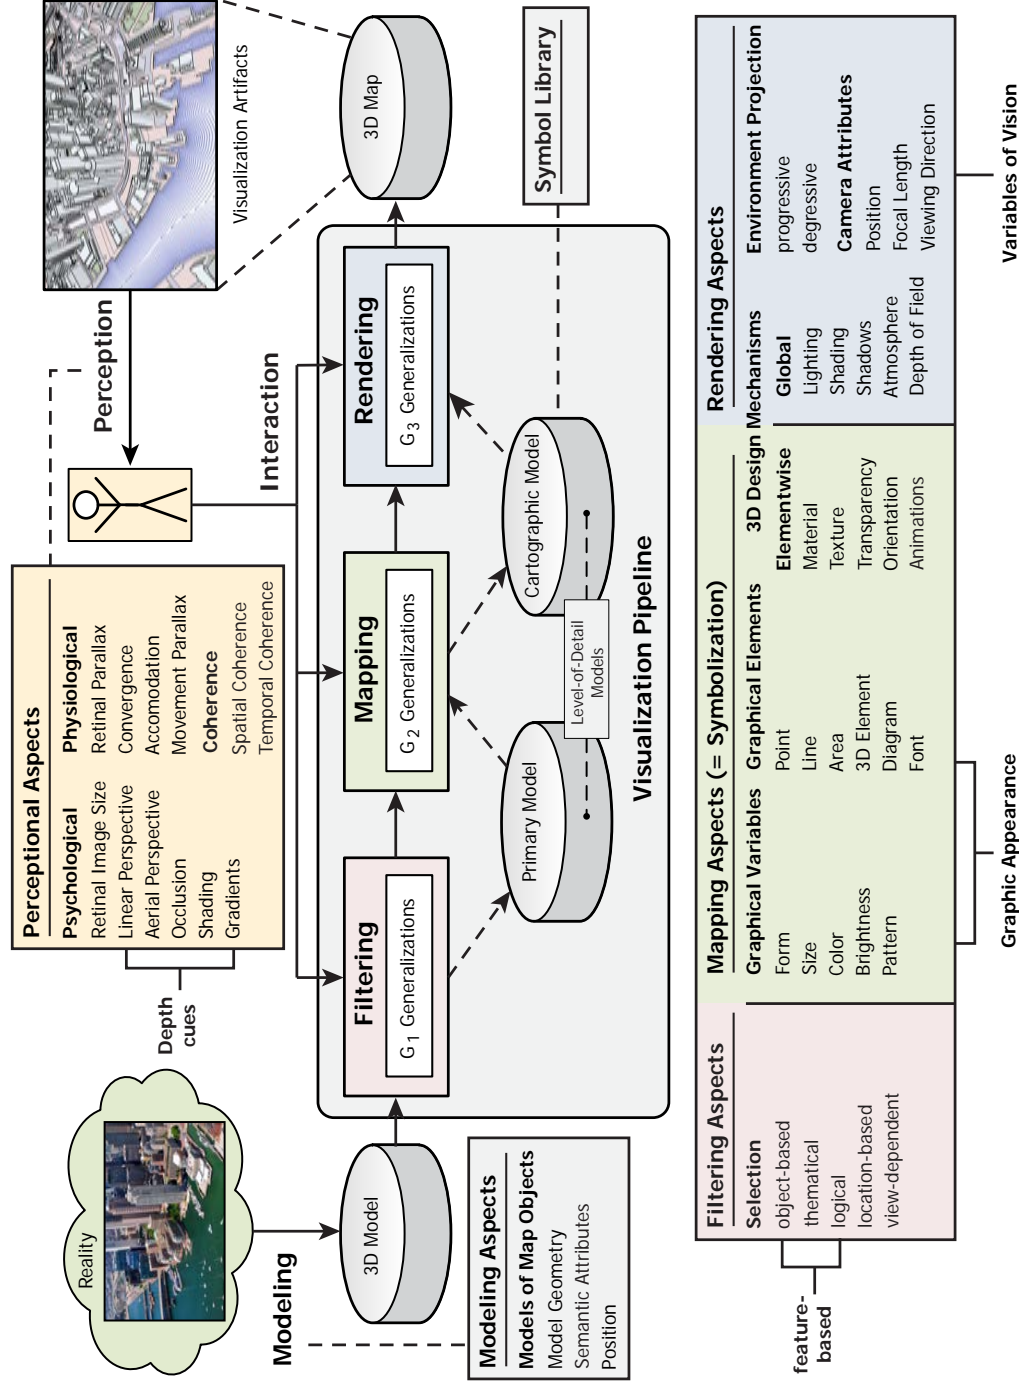 Reality
Modeling
3D Model
Modeling Aspects
Models of Map Objects
Model Geometry
Semantic Attributes
Position
Depth
cues
Perceptional Aspects
Psychological
Retinal Image Size
Linear Perspective
Aerial Perspective
Occlusion
Shading
Gradients
Physiological
Retinal Parallax
Convergence
Accomodation
Movement Parallax
Coherence
Spatial Coherence
Temporal Coherence
Perception
Interaction
Visualization Artifacts
3D Map
Filtering
G1 Generalizations
Mapping
G2 Generalizations
Rendering
G3 Generalizations
Primary Model
Level-of-Detail
Models
Cartographic Model
Visualization Pipeline
Symbol Library
feature-
based
Filtering Aspects
Selection
object-based
thematical
logical
location-based
view-dependent
Mapping Aspects (= Symbolization)
Graphical Variables
Form
Size
Color
Brightness
Pattern
Graphical Elements
Point
Line
Area
3D Element
Diagram
Font
3D Design Mechanisms
Elementwise
Material
Texture
Transparency
Orientation
Animations
Rendering Aspects
Global
Lighting
Shading
Shadows
Atmosphere
Depth of Field
Environment Projection
progressive
degressive
Camera Attributes
Position
Focal Length
Viewing Direction
Graphic Appearance
Variables of Vision